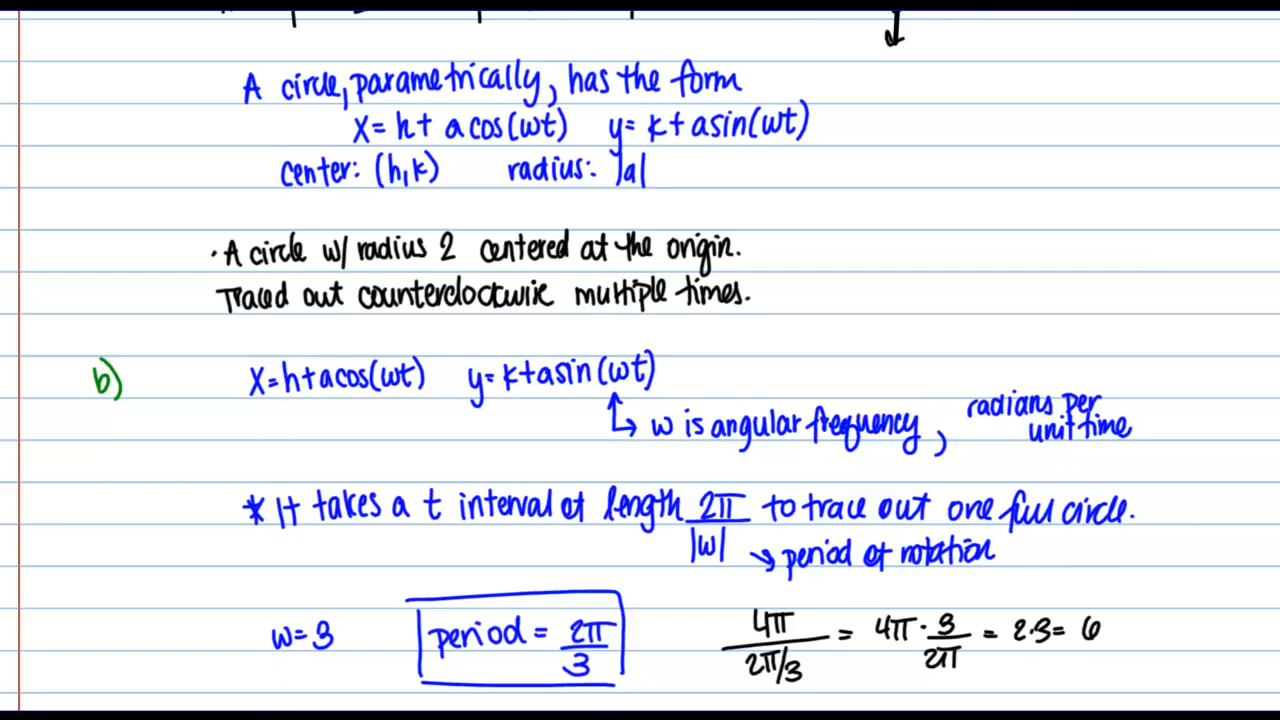 A circle, parametrically, has the form
x= h+ a cos(wt) y= k+ asin(wt)
center: (h,k) radius: |a|
· A circle w/ radius 2 centered at the origin.
Traced out counterclockwise multiple times.
b) x=h+acos(wt) y= k+asin(wt)
↳ w is angular frequency, radians per unit time
* It takes a t interval of length 2π/|w| to trace out one full circle.
↘ period of rotation
w=3 period = 2π/3 4π/(2π/3) = 4π · 3/2π = 2·3= 6